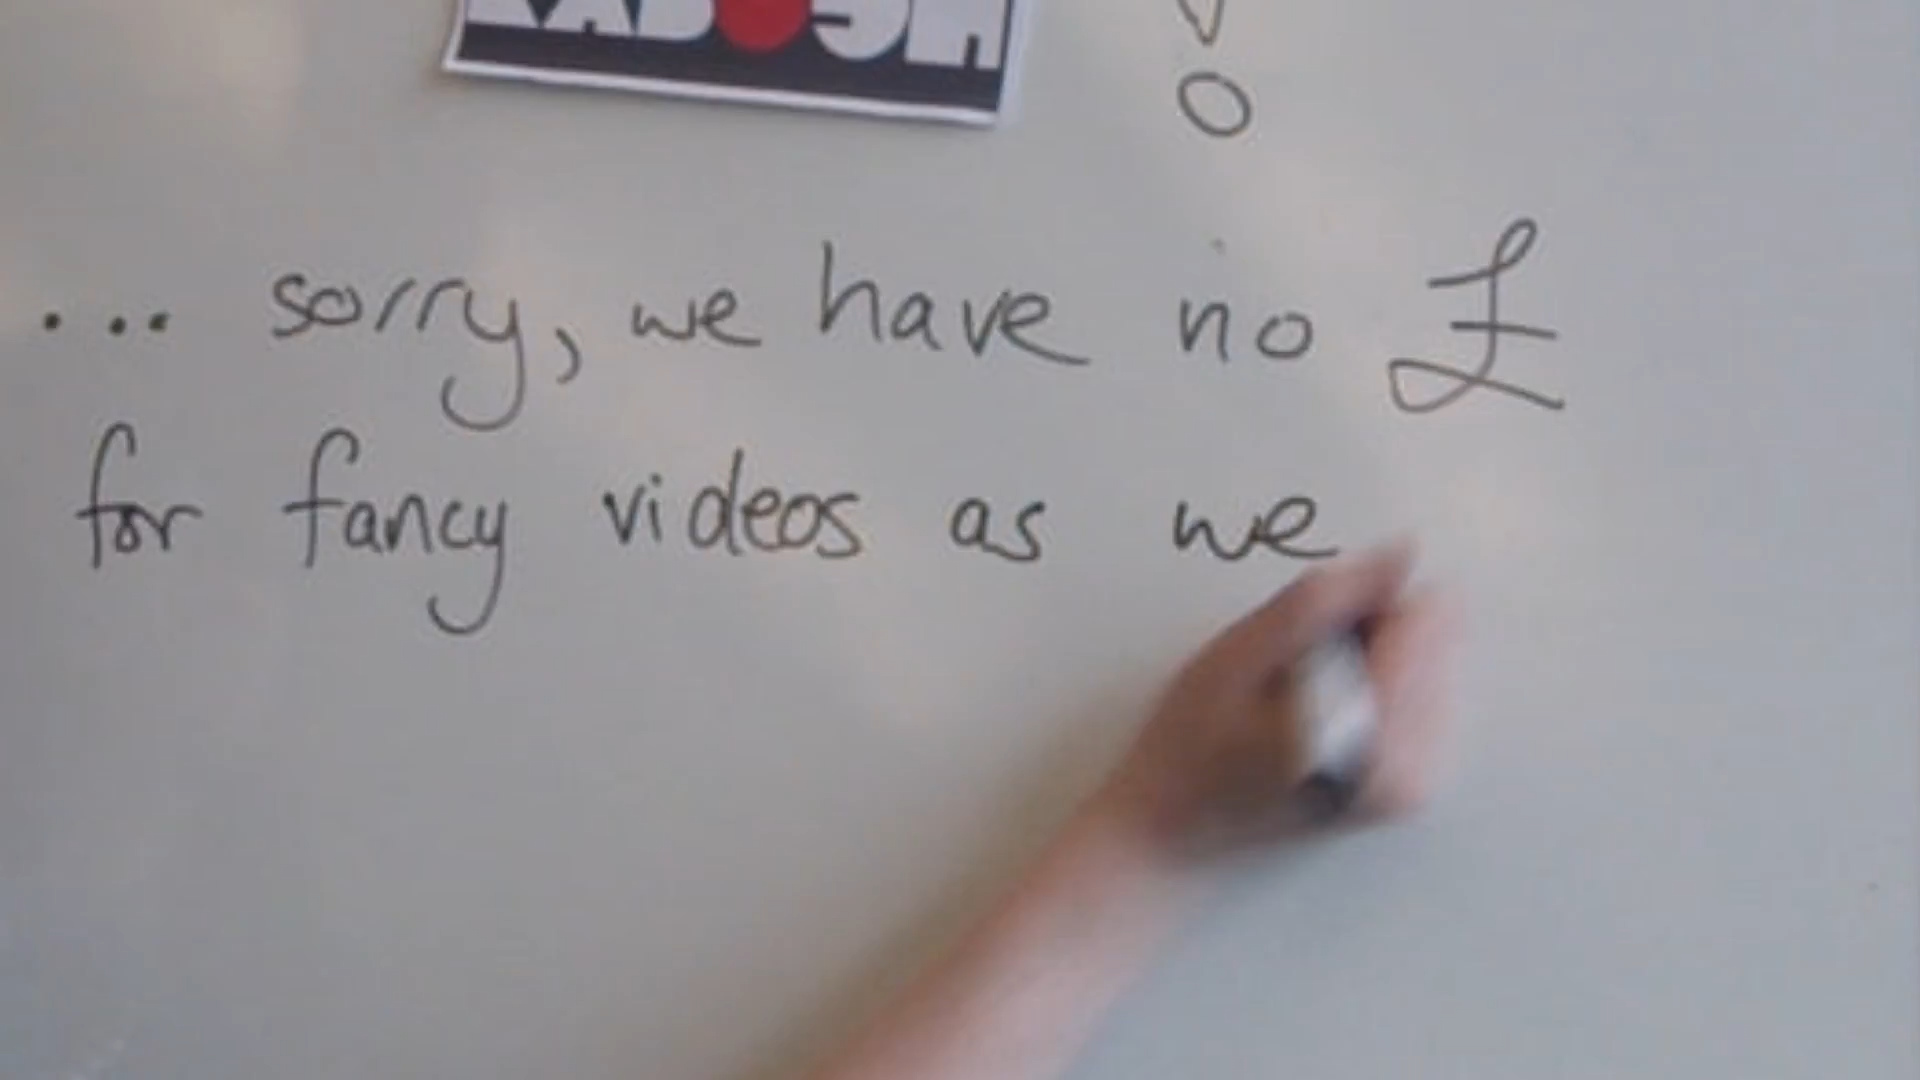 ... sorry, we have no £
for fancy videos as we